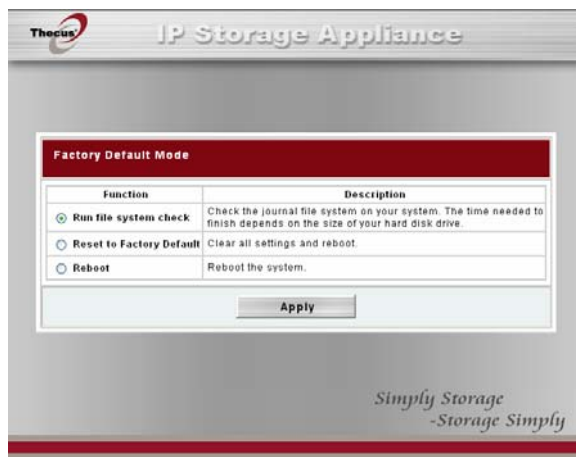 Thecus
IP Storage Appliance
Factory Default Mode
Function Description
Run file system check Check the journal file system on your system. The time needed to
finish depends on the size of your hard disk drive.
Reset to Factory Default Clear all settings and reboot.
Reboot Reboot the system.
Apply
Simply Storage
-Storage Simply